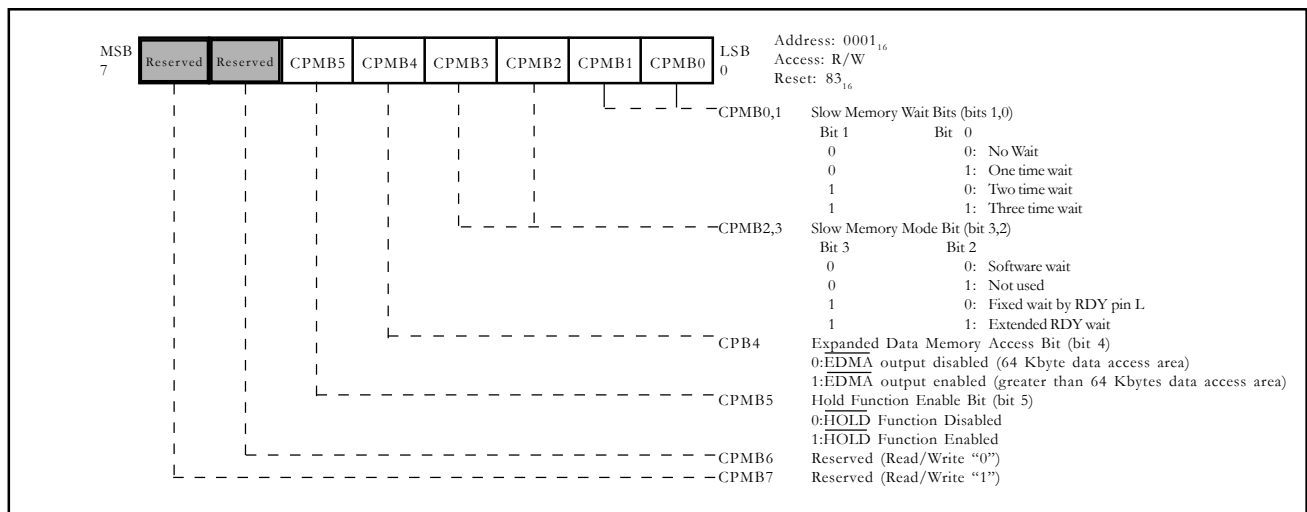 MSB
7
Reserved Reserved CPMB5 CPMB4 CPMB3 CPMB2 CPMB1 CPMB0
LSB
0
Address: 0001₁₆
Access: R/W
Reset: 83₁₆
CPMB0,1 Slow Memory Wait Bits (bits 1,0)
Bit 1 Bit 0
0 0: No Wait
0 1: One time wait
1 0: Two time wait
1 1: Three time wait
CPMB2,3 Slow Memory Mode Bit (bit 3,2)
Bit 3 Bit 2
0 0: Software wait
0 1: Not used
1 0: Fixed wait by RDY pin L
1 1: Extended RDY wait
CPB4 Expanded Data Memory Access Bit (bit 4)
0:EDMA output disabled (64 Kbyte data access area)
1:EDMA output enabled (greater than 64 Kbytes data access area)
CPMB5 Hold Function Enable Bit (bit 5)
0:HOLD Function Disabled
1:HOLD Function Enabled
CPMB6 Reserved (Read/Write “0”)
CPMB7 Reserved (Read/Write “1”)